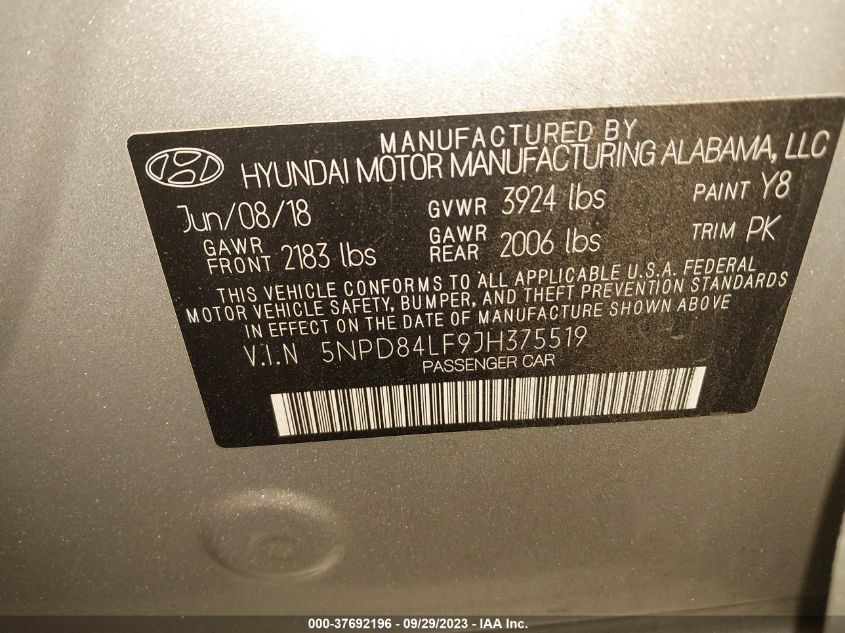 MANUFACTURED BY
HYUNDAI MOTOR MANUFACTURING ALABAMA, LLC
Jun/08/18 GVWR 3924 lbs PAINT Y8
GAWR FRONT 2183 lbs GAWR REAR 2006 lbs TRIM PK
THIS VEHICLE CONFORMS TO ALL APPLICABLE U.S.A. FEDERAL
MOTOR VEHICLE SAFETY, BUMPER, AND THEFT PREVENTION STANDARDS
IN EFFECT ON THE DATE OF MANUFACTURE SHOWN ABOVE
V.I.N 5NPD84LF9JH375519
PASSENGER CAR
000-37692196 - 09/29/2023 - IAA Inc.